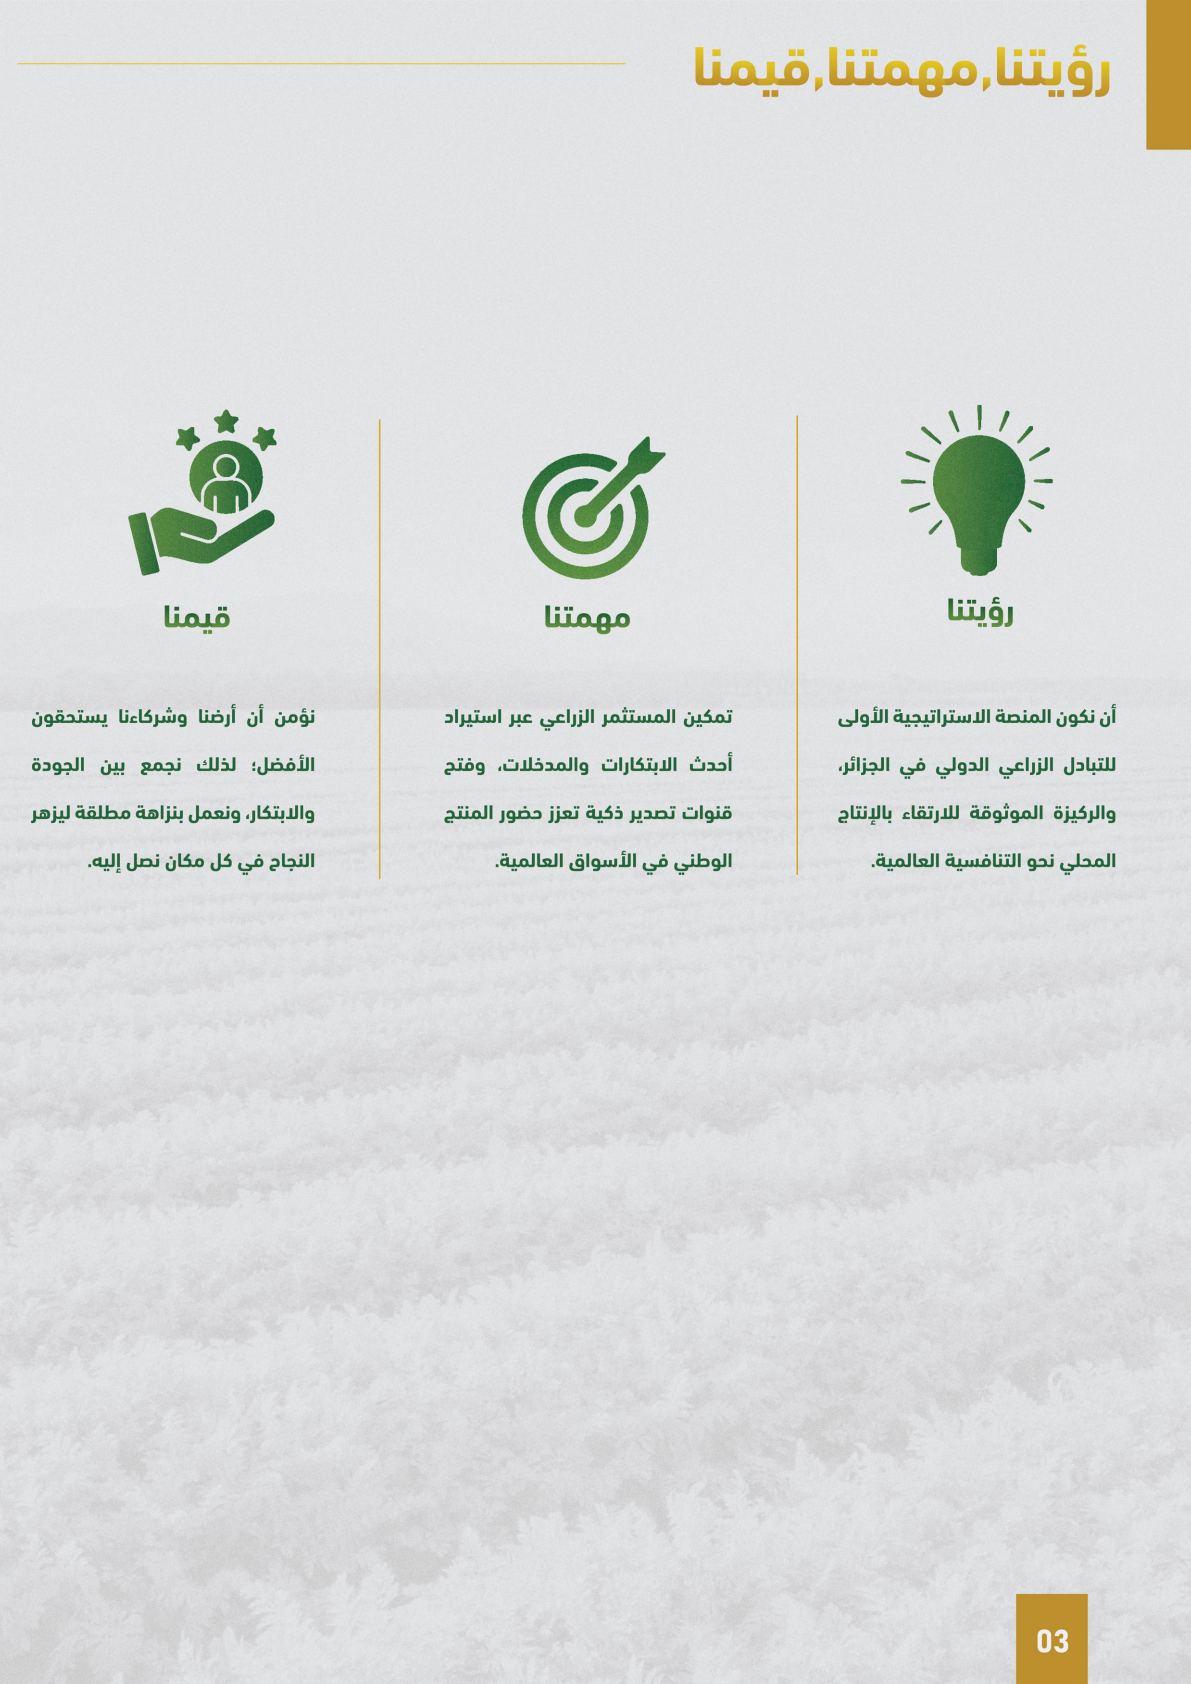 رؤيتنا,مهمتنا,قيمنا
رؤيتنا
أن نكون المنصة الاستراتيجية الأولى
للتبادل الزراعي الدولي في الجزائر،
والركيزة الموثوقة للارتقاء بالإنتاج
المحلي نحو التنافسية العالمية.
مهمتنا
تمكين المستثمر الزراعي عبر استيراد
أحدث الابتكارات والمدخلات، وفتح
قنوات تصدير ذكية تعزز حضور المنتج
الوطني في الأسواق العالمية.
قيمنا
نؤمن أن أرضنا وشركاءنا يستحقون
الأفضل؛ لذلك نجمع بين الجودة
والابتكار، ونعمل بنزاهة مطلقة ليزهر
النجاح في كل مكان نصل إليه.
03